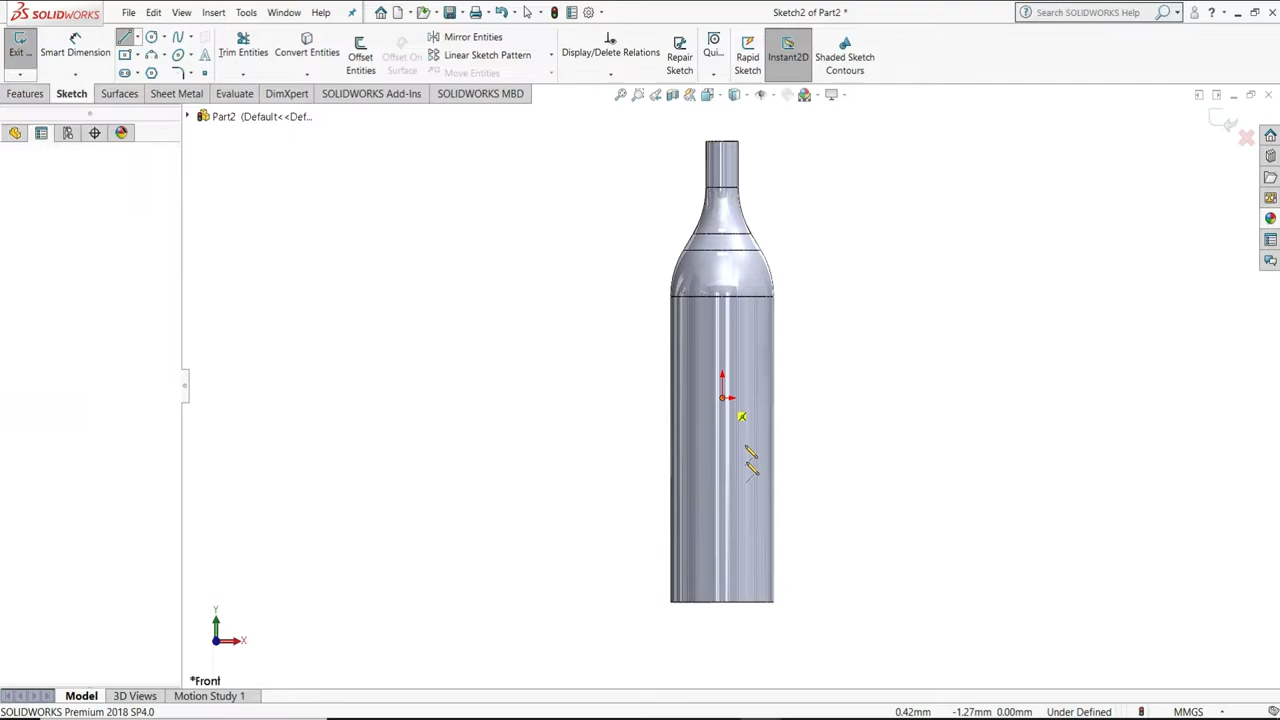 SOLIDWORKS File Edit View Insert Tools Window Help Sketch2 of Part2 * Search SOLIDWORKS Help
Exit ... Smart Dimension Trim Entities Convert Entities Offset Entities Offset On Surface Mirror Entities Linear Sketch Pattern Move Entities Display/Delete Relations Repair Sketch Qui... Rapid Sketch Instant2D Shaded Sketch Contours
Features Sketch Surfaces Sheet Metal Evaluate DimXpert SOLIDWORKS Add-Ins SOLIDWORKS MBD
Part2 (Default<<Def...
Y
X
*Front
Model 3D Views Motion Study 1
SOLIDWORKS Premium 2018 SP4.0 0.42mm -1.27mm 0.00mm Under Defined MMGS